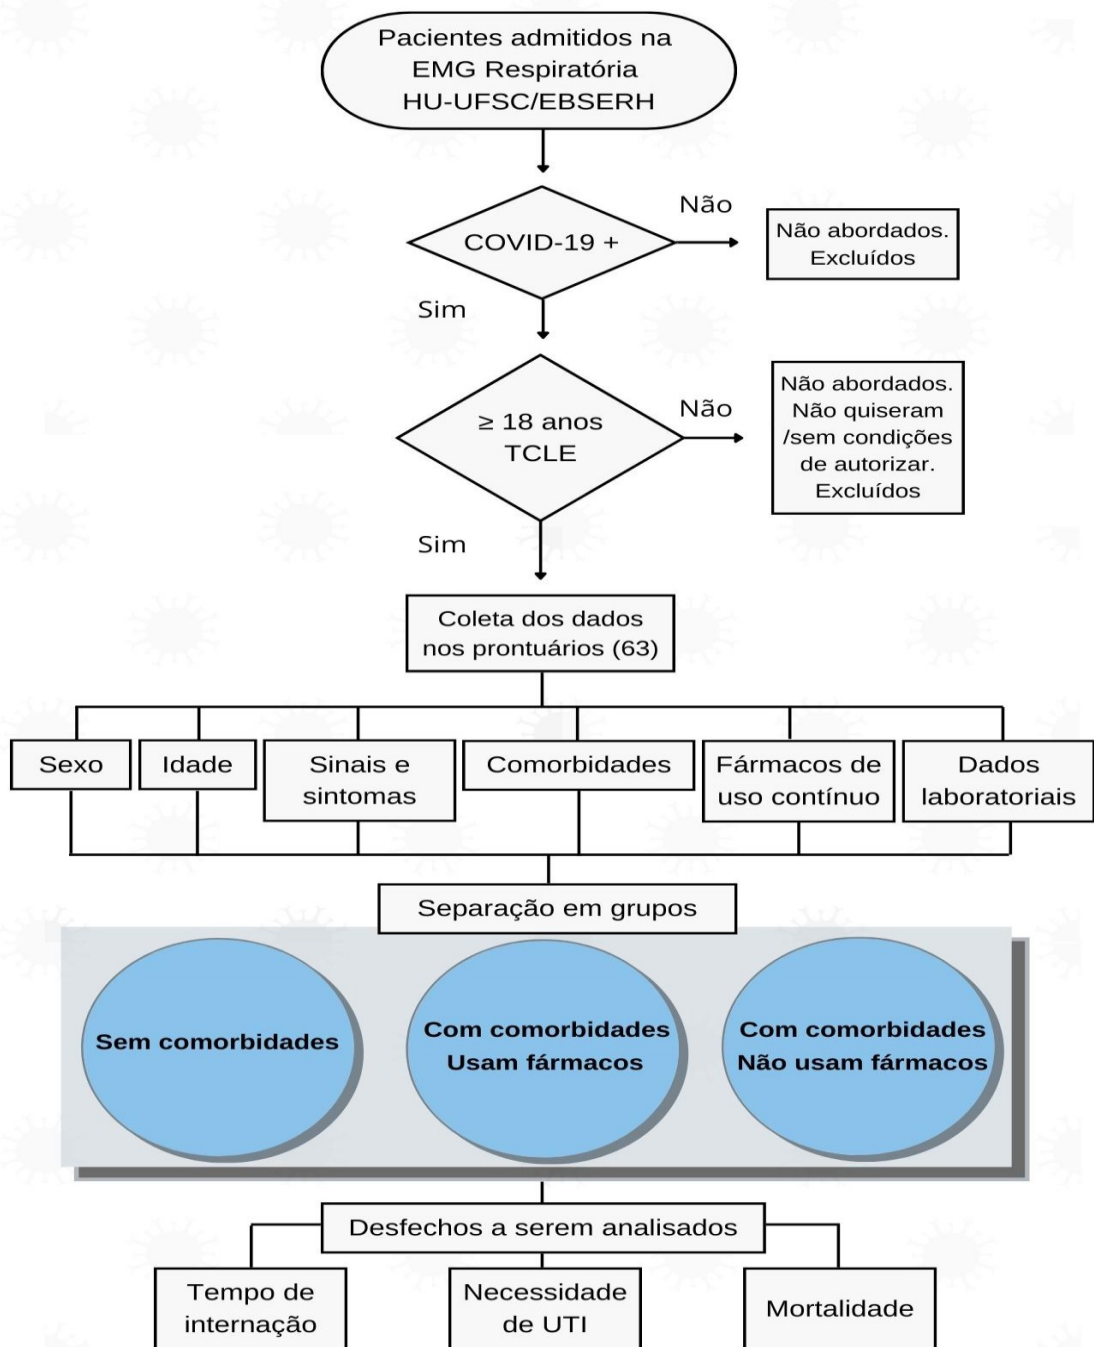 Pacientes admitidos na
EMG Respiratória
HU-UFSC/EBSERH
COVID-19 +
Não
Não abordados.
Excluídos
Sim
≥ 18 anos
TCLE
Não
Não abordados.
Não quiseram
/sem condições
de autorizar.
Excluídos
Sim
Coleta dos dados
nos prontuários (63)
Sexo
Idade
Sinais e
sintomas
Comorbidades
Fármacos de
uso contínuo
Dados
laboratoriais
Separação em grupos
Sem comorbidades
Com comorbidades
Usam fármacos
Com comorbidades
Não usam fármacos
Desfechos a serem analisados
Tempo de
internação
Necessidade
de UTI
Mortalidade